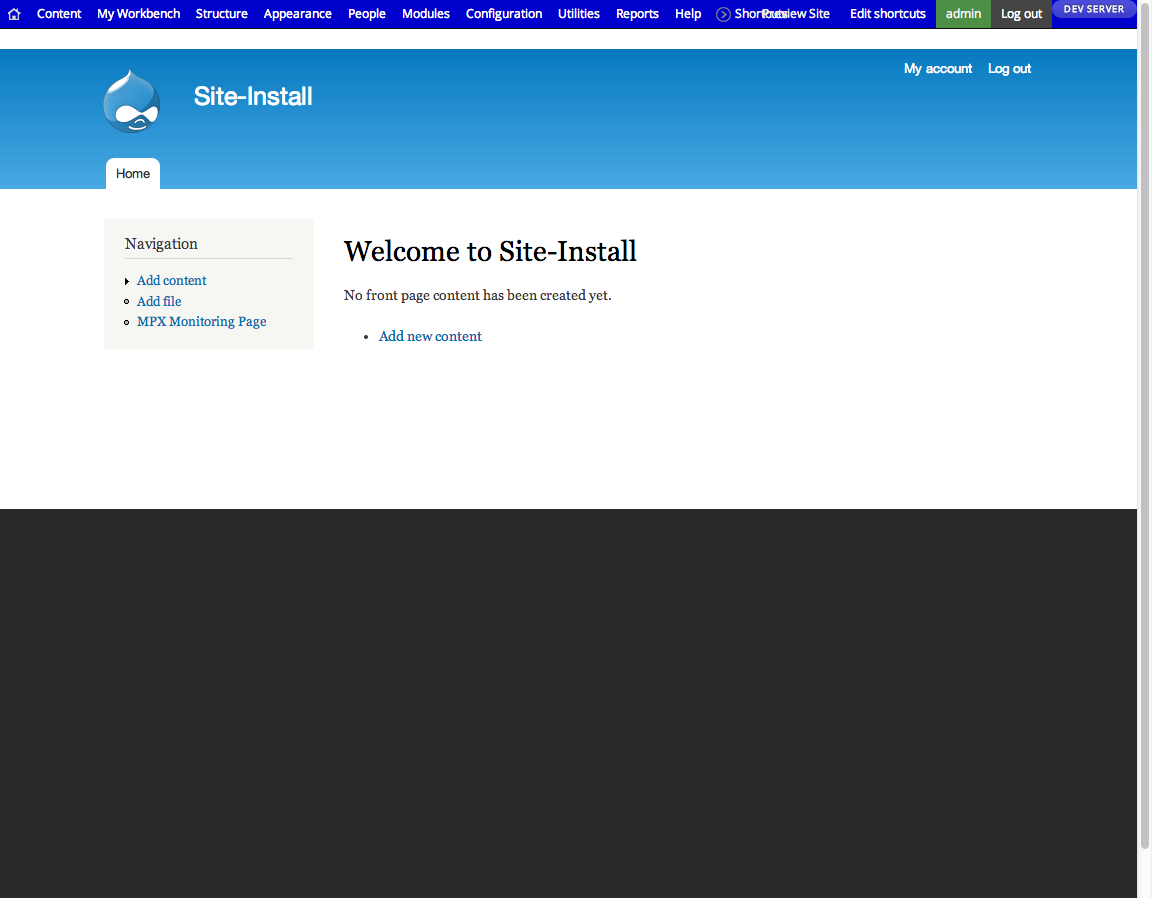 Content My Workbench Structure Appearance People Modules Configuration Utilities Reports Help Shortcuts Preview Site Edit shortcuts admin Log out DEV SERVER
My account Log out
Site-Install
Home
Navigation
Add content
Add file
MPX Monitoring Page
Welcome to Site-Install
No front page content has been created yet.
Add new content